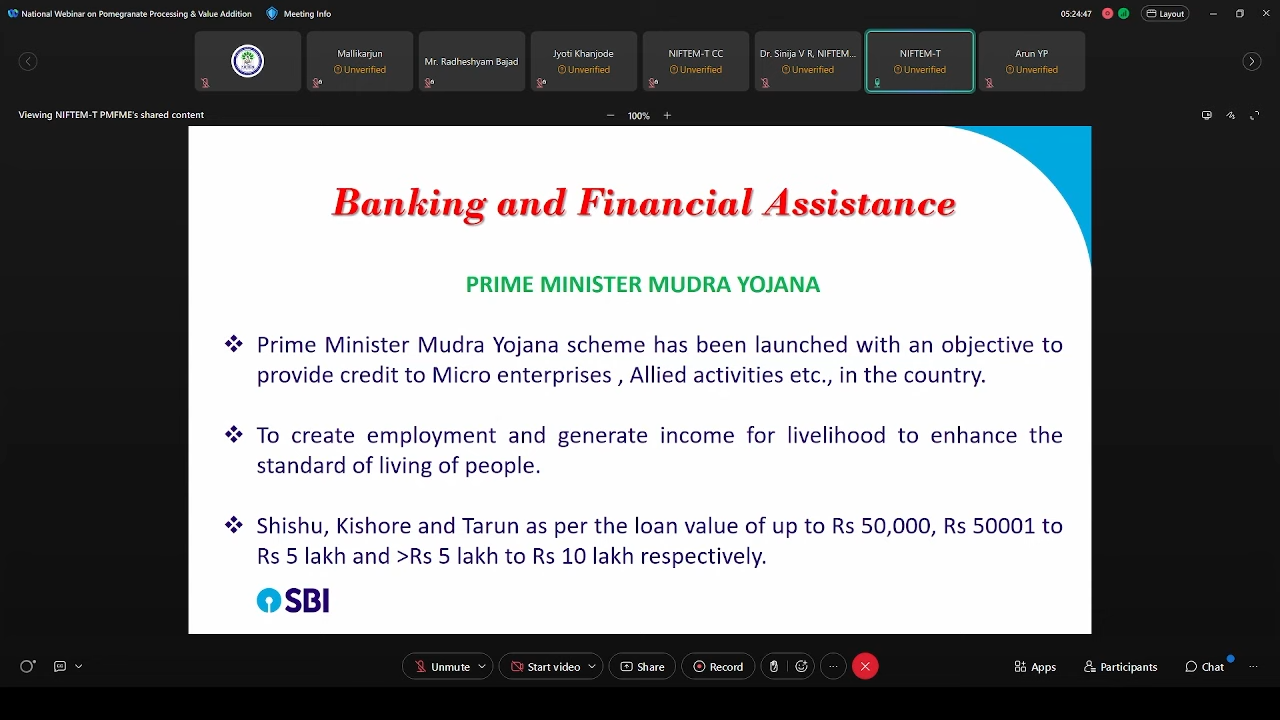 National Webinar on Pomegranate Processing & Value Addition Meeting Info 05:24:47 Layout
Mallikarjun
Unverified
Mr. Radheshyam Bajad
Jyoti Khanjode
Unverified
NIFTEM-T CC
Unverified
Dr. Sinija V R, NIFTEM...
Unverified
NIFTEM-T
Unverified
Arun YP
Unverified
Viewing NIFTEM-T PMFME's shared content
100%
Banking and Financial Assistance
PRIME MINISTER MUDRA YOJANA
❖ Prime Minister Mudra Yojana scheme has been launched with an objective to
provide credit to Micro enterprises , Allied activities etc., in the country.
❖ To create employment and generate income for livelihood to enhance the
standard of living of people.
❖ Shishu, Kishore and Tarun as per the loan value of up to Rs 50,000, Rs 50001 to
Rs 5 lakh and >Rs 5 lakh to Rs 10 lakh respectively.
SBI
Unmute Start video Share Record Apps Participants Chat